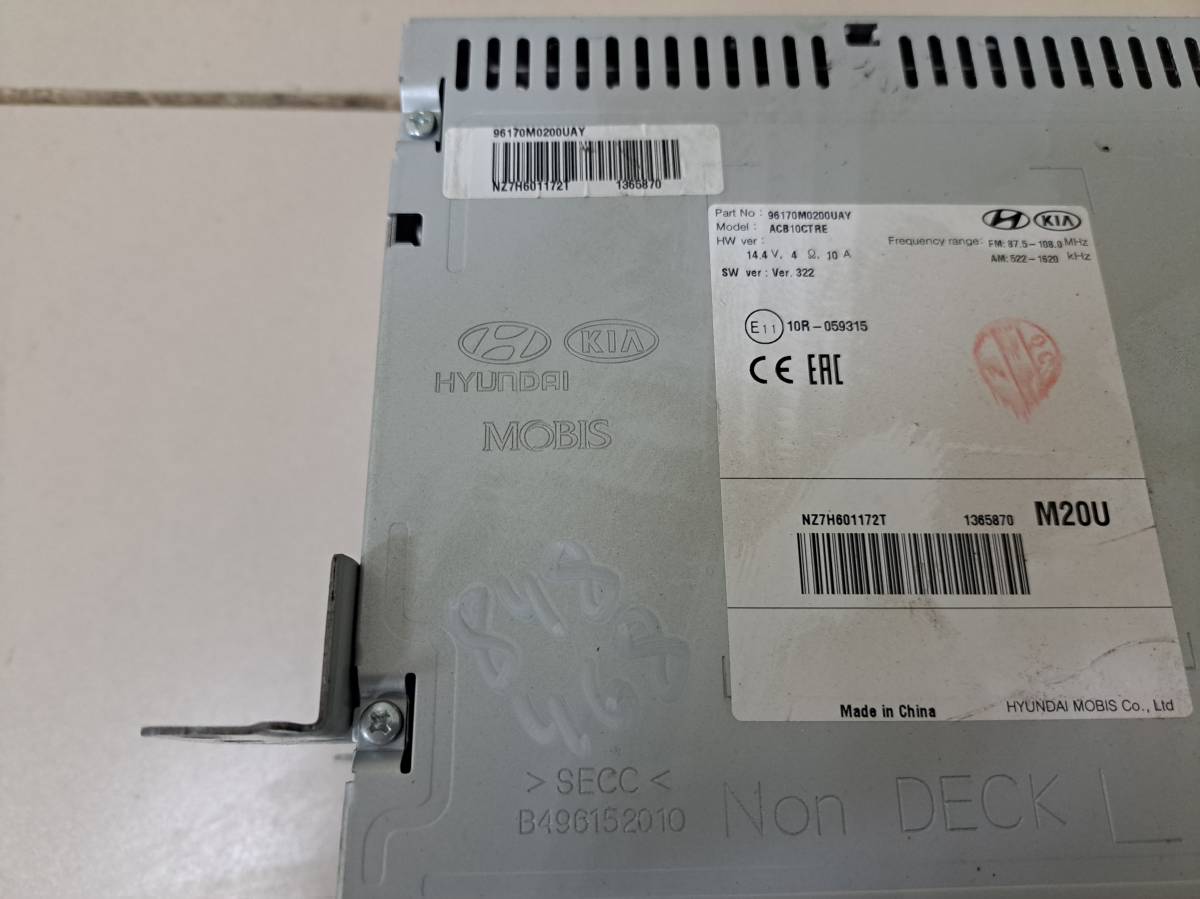 96170M0200UAY
NZ7H601172T 1365870
Part No : 96170M0200UAY
Model : ACB10CTRE
HW ver :
14.4 V, 4 Ω, 10 A
SW ver : Ver. 322
KIA
Frequency range: FM: 87.5-108.0 MHz
AM: 522-1620 kHz
E11 10R-059315
CE EAC
QC
NZ7H601172T 1365870 M20U
Made in China HYUNDAI MOBIS Co., Ltd
KIA
HYUNDAI
MOBIS
> SECC <
B496152010
Non DECK